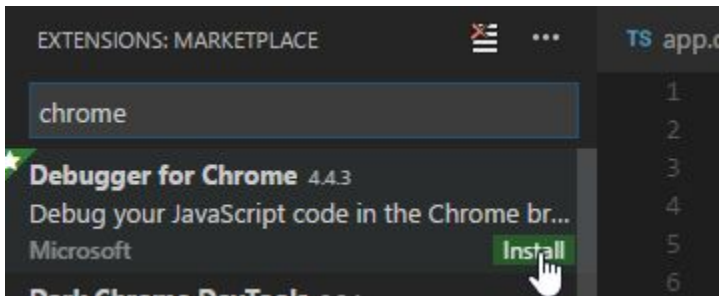 EXTENSIONS: MARKETPLACE
TS app.
chrome
Debugger for Chrome 4.4.3
Debug your JavaScript code in the Chrome br...
Microsoft Install
1
2
3
4
5
6